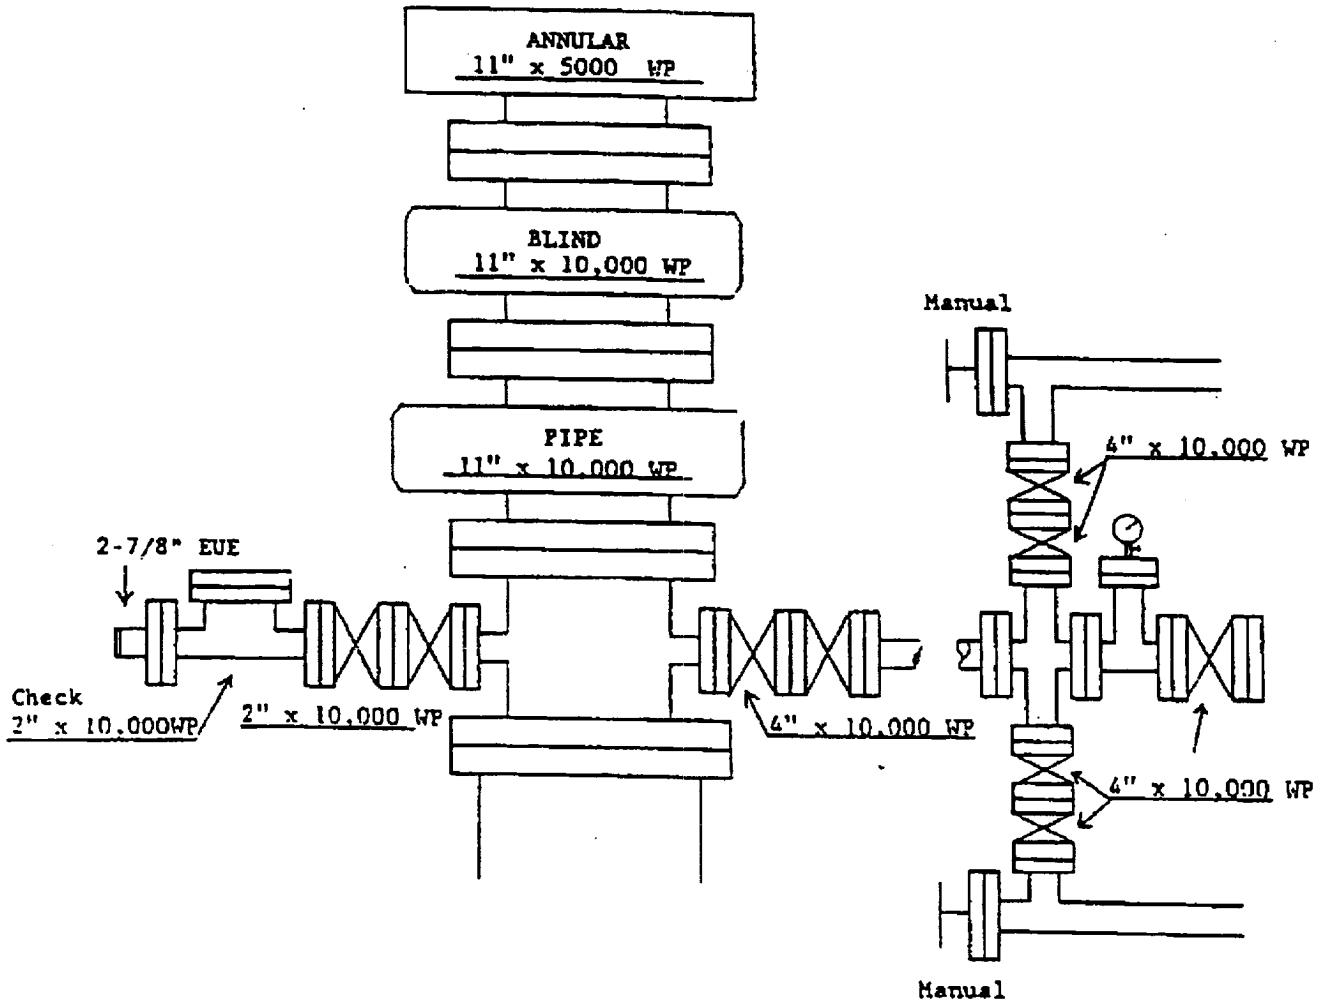 ANNULAR
11" x 5000 WP
BLIND
11" x 10,000 WP
PIPE
11" x 10.000 WP
Manual
4" x 10.000 WP
2-7/8" EUE
Check
2" x 10.000WP
2" x 10,000 WP
4" x 10.000 WP
4" x 10,000 WP
Manual